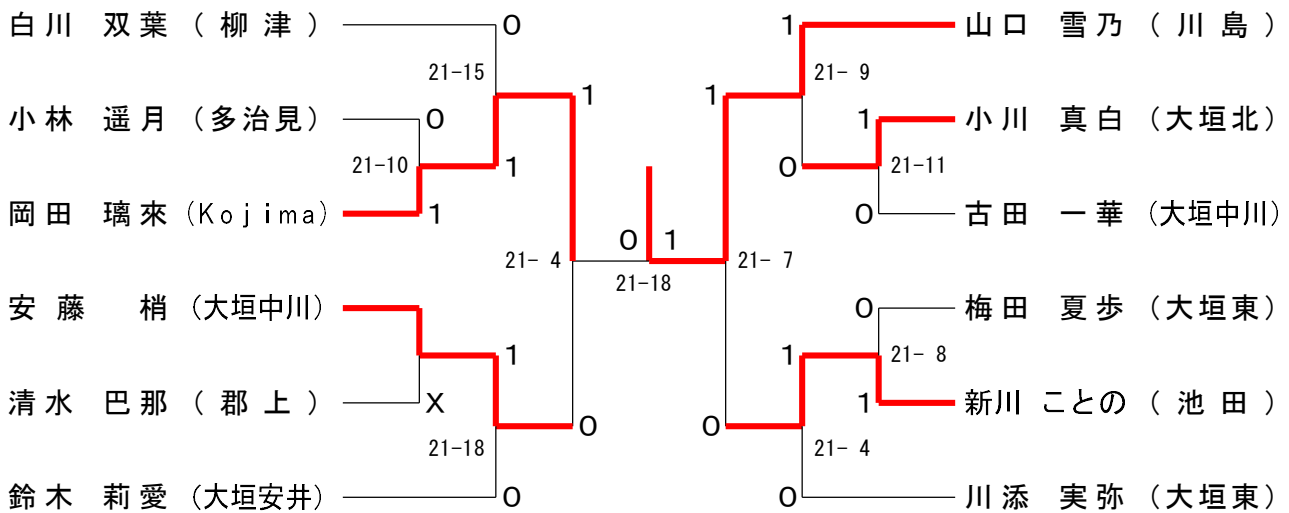 白川 双葉 ( 柳 津 ) 0 1 山口 雪乃 ( 川 島 )
21-15 21- 9
1 1
小林 遥月 (多治見) 0 1 小川 真白 (大垣北)
21-10 1 0 21-11
岡田 璃來 (Kojima) 1 0 古田 一華 (大垣中川)
0 1
21- 4 21- 7
21-18
安藤 梢 (大垣中川) 0 梅田 夏歩 (大垣東)
1 1 21- 8
清水 巴那 ( 郡 上 ) X 1 新川 ことの ( 池 田 )
0 0
21-18 21- 4
鈴木 莉愛 (大垣安井) 0 0 川添 実弥 (大垣東)